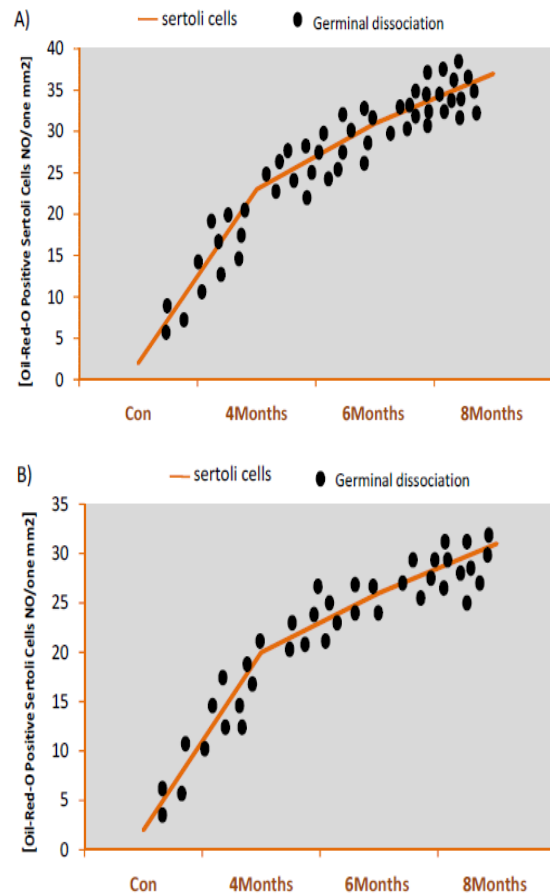 A)
sertoli cells Germinal dissociation
[Oil-Red-O Positive Sertoli Cells NO/one mm2]
40
35
30
25
20
15
10
5
0
Con 4Months 6Months 8Months
B)
sertoli cells Germinal dissociation
[Oil-Red-O Positive Sertoli Cells NO/one mm2]
35
30
25
20
15
10
5
0
Con 4Months 6Months 8Months